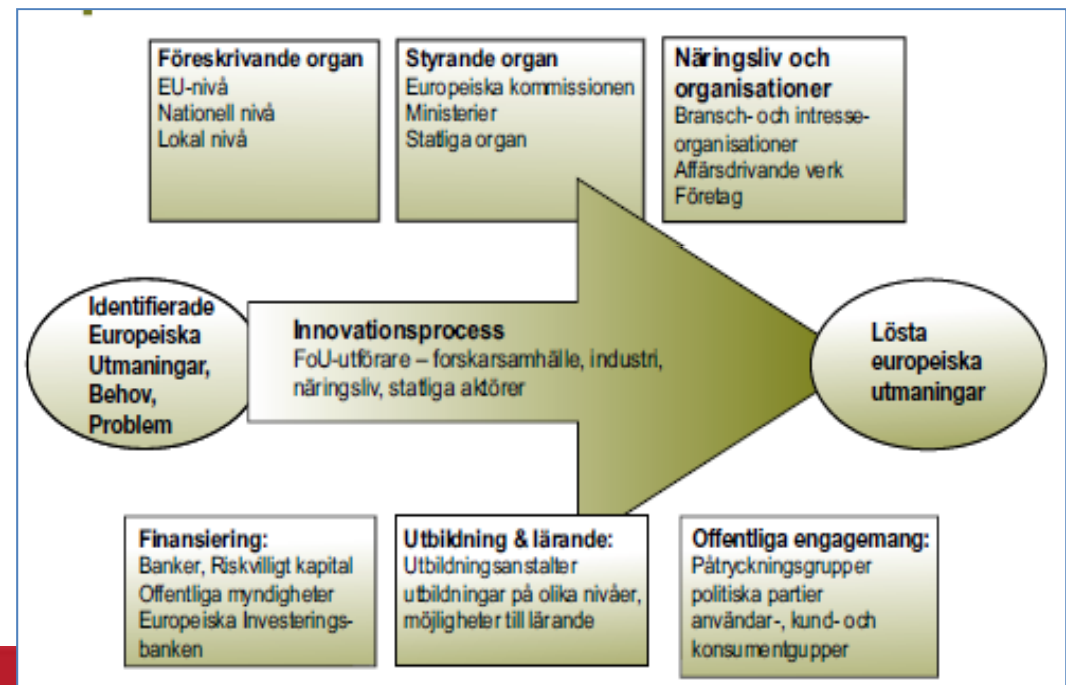 Föreskrivande organ
EU-nivå
Nationell nivå
Lokal nivå
Styrande organ
Europeiska kommissionen
Ministerier
Statliga organ
Näringsliv och
organisationer
Bransch- och intresse-
organisationer
Affärsdrivande verk
Företag
Identifierade
Europeiska
Utmaningar,
Behov,
Problem
Innovationsprocess
FoU-utförare – forskarsamhälle, industri,
näringsliv, statliga aktörer
Lösta
europeiska
utmaningar
Finansiering:
Banker, Riskvilligt kapital
Offentliga myndigheter
Europeiska Investerings-
banken
Utbildning & lärande:
Utbildningsanstalter
utbildningar på olika nivåer,
möjligheter till lärande
Offentliga engagemang:
Påtryckningsgrupper
politiska partier
användar-, kund- och
konsumentgupper